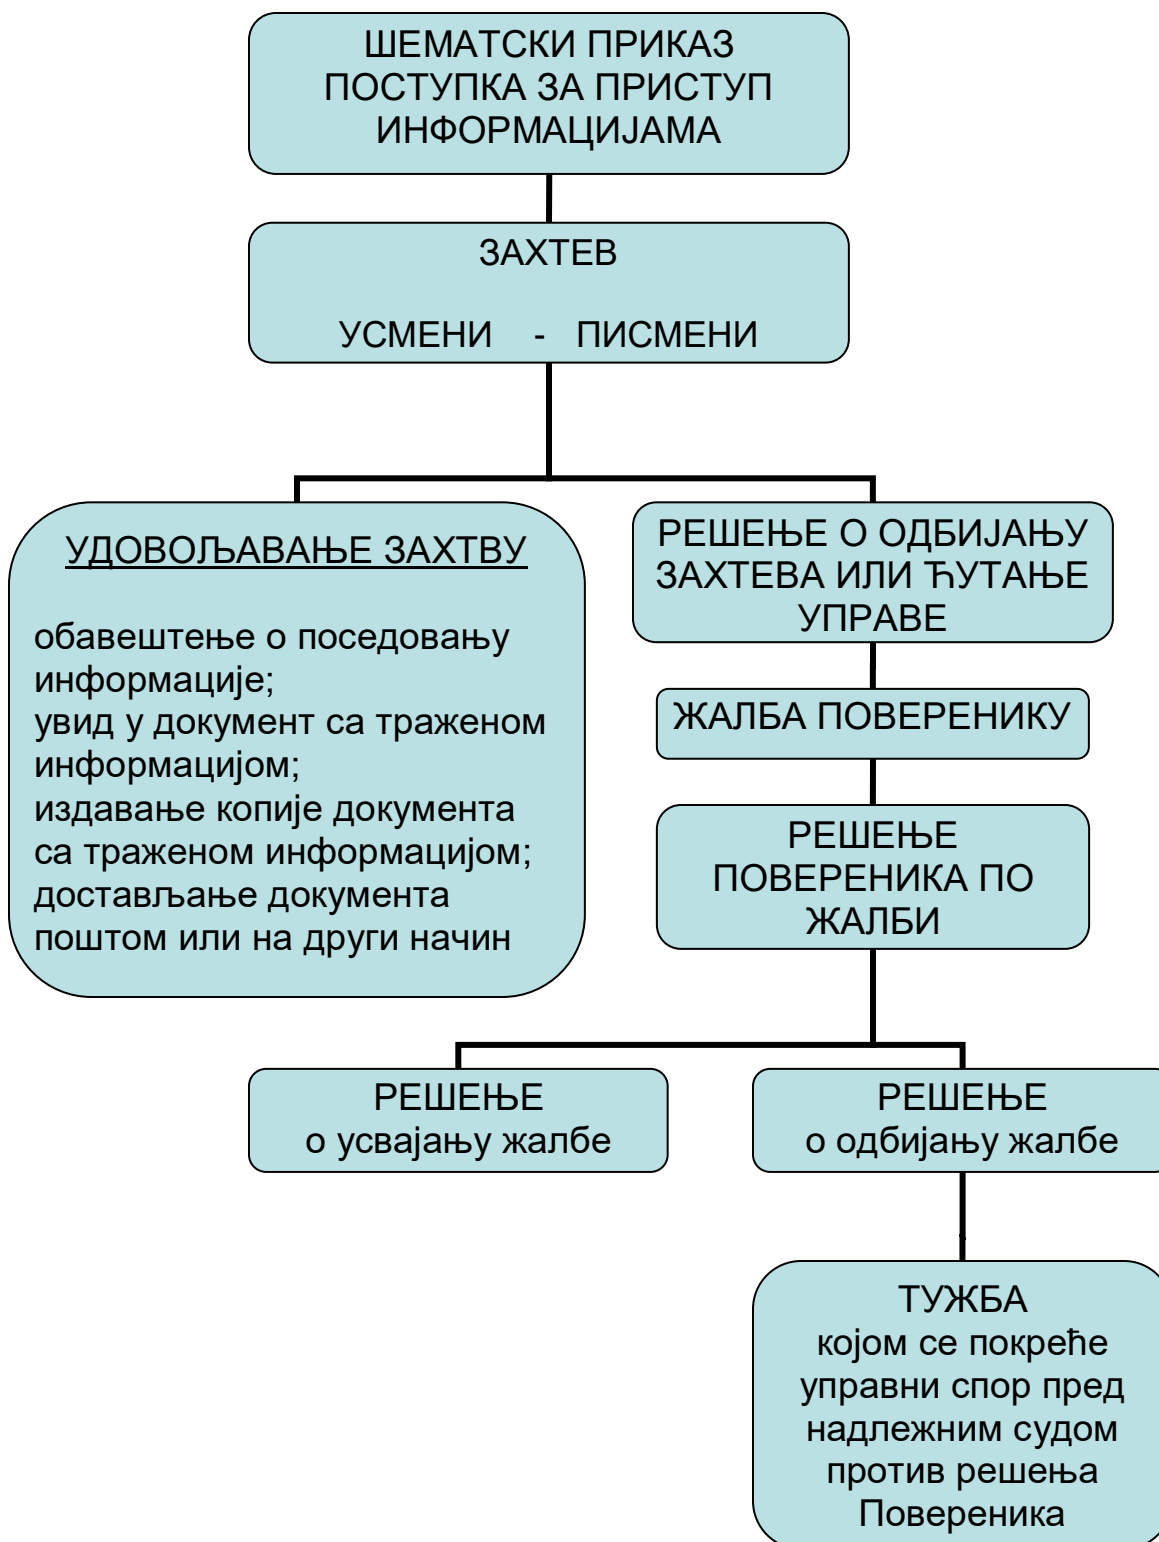 ШЕМАТСКИ ПРИКАЗ
ПОСТУПКА ЗА ПРИСТУП
ИНФОРМАЦИЈАМА
ЗАХТЕВ
УСМЕНИ - ПИСМЕНИ
УДОВОЉАВАЊЕ ЗАХТВУ
обавештење о поседовању
информације;
увид у документ са траженом
информацијом;
издавање копије документа
са траженом информацијом;
достављање документа
поштом или на други начин
РЕШЕЊЕ О ОДБИЈАЊУ
ЗАХТЕВА ИЛИ ЋУТАЊЕ
УПРАВЕ
ЖАЛБА ПОВЕРЕНИКУ
РЕШЕЊЕ
ПОВЕРЕНИКА ПО
ЖАЛБИ
РЕШЕЊЕ
о усвајању жалбе
РЕШЕЊЕ
о одбијању жалбе
ТУЖБА
којом се покреће
управни спор пред
надлежним судом
против решења
Повереника